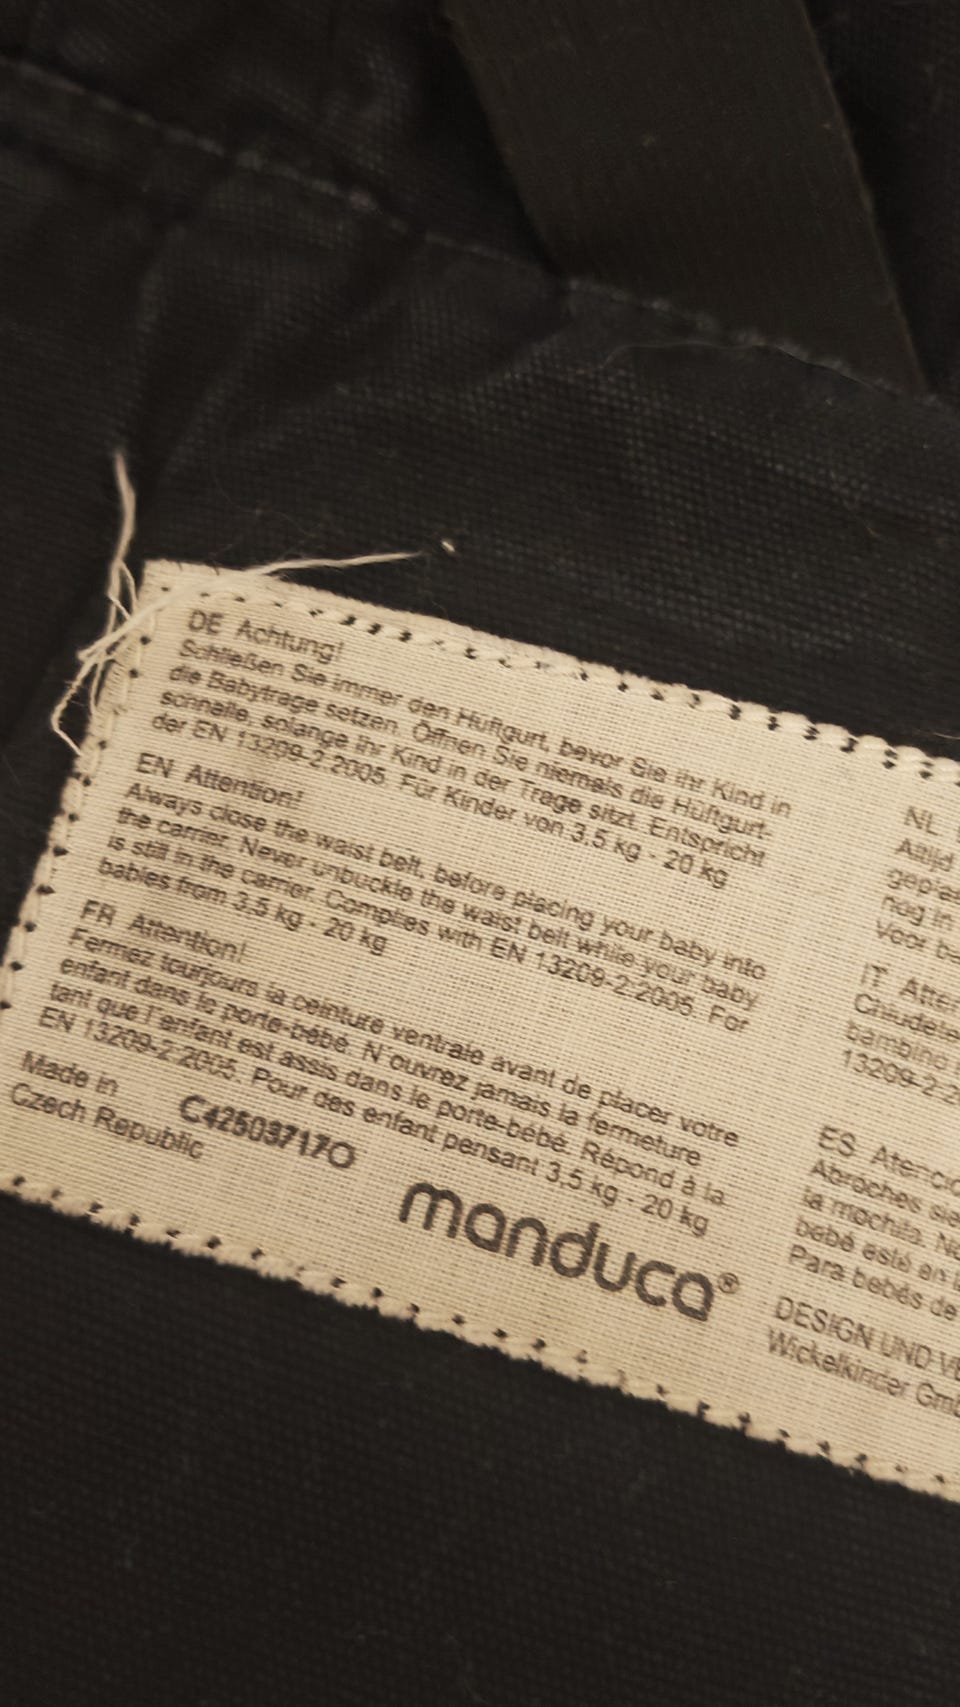 DE Achtung!
Schließen Sie immer den Hüftgurt, bevor Sie ihr Kind in
die Babytrage setzen. Öffnen Sie niemals die Hüftgurt-
schnalle, solange ihr Kind in der Trage sitzt. Entspricht
der EN 13209-2:2005. Für Kinder von 3,5 kg - 20 kg
EN Attention!
Always close the waist belt, before placing your baby into
the carrier. Never unbuckle the waist belt while your baby
is still in the carrier. Complies with EN 13209-2:2005. For
babies from 3,5 kg - 20 kg
FR Attention!
Fermez tourjours la ceinture ventrale avant de placer votre
enfant dans le porte-bébé. N'ouvrez jamais la fermeture
tant que l'enfant est assis dans le porte-bébé. Répond à la
EN 13209-2:2005. Pour des enfant pensant 3,5 kg - 20 kg
Made in
Czech Republic
C42503717O
manduca®
NL
Altijd
geplaa
nog in
Voor b
IT Atte
Chiudete
bambino
13209-2:2
ES Atenció
Abroches sie
la mochila. N
bebé esté en l
Para bebés de
DESIGN UND VE
Wickelkinder Gmb